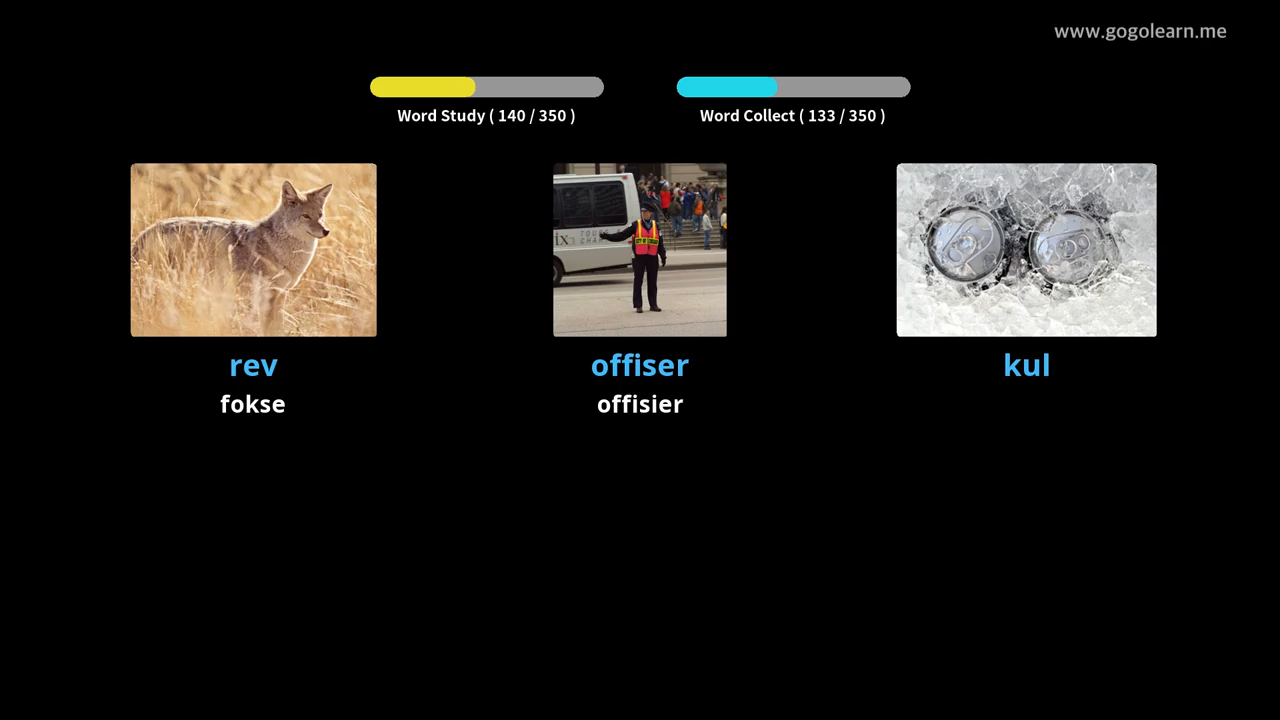 www.gogolearn.me
Word Study ( 140 / 350 )
Word Collect ( 133 / 350 )
rev
fokse
offiser
offisier
kul